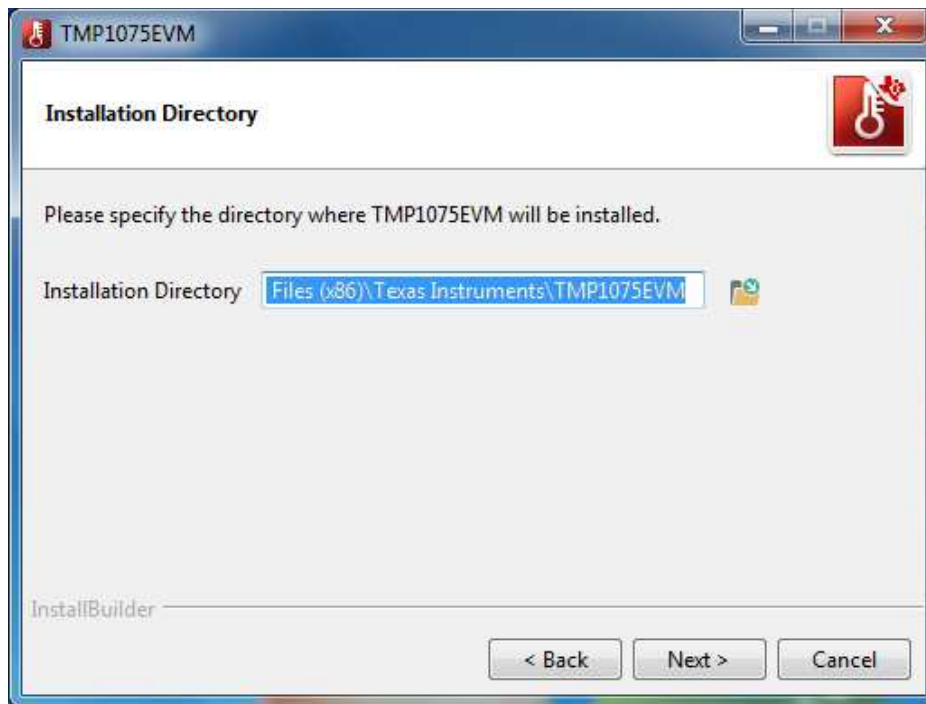 TMP1075EVM
Installation Directory
Please specify the directory where TMP1075EVM will be installed.
Installation Directory Files (x86)\Texas Instruments\TMP1075EVM
InstallBuilder
< Back Next > Cancel